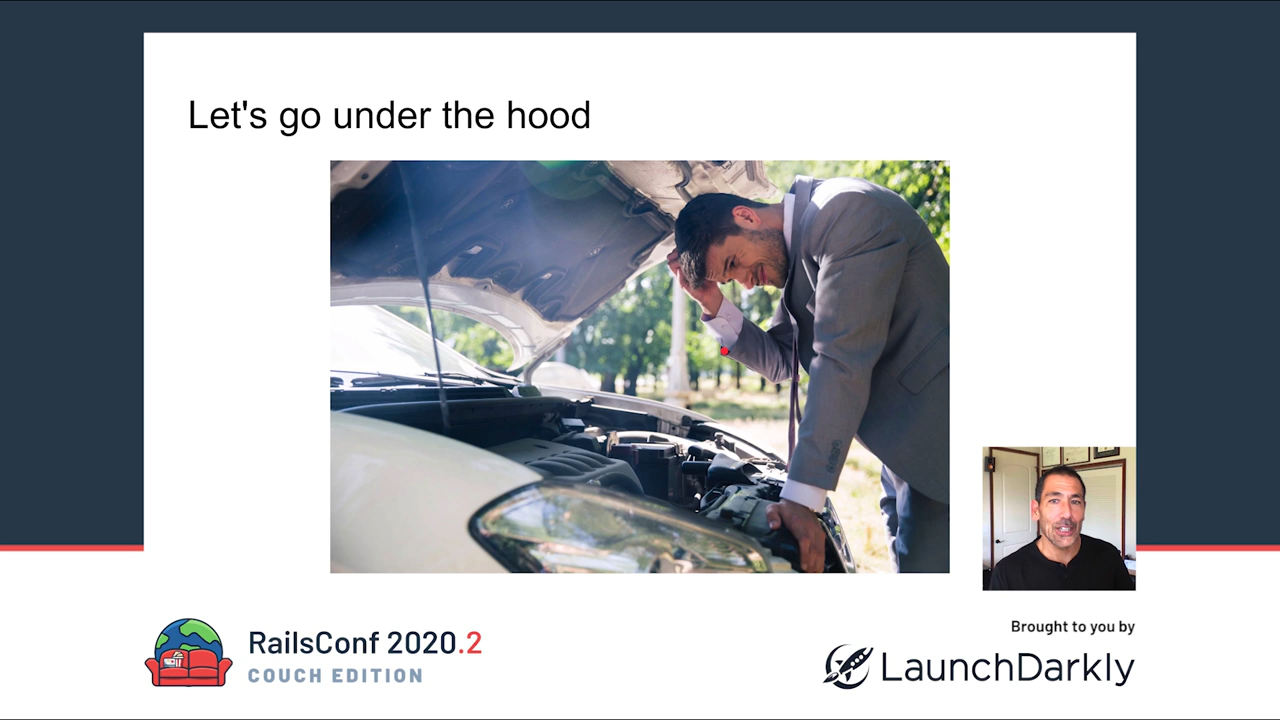 Let's go under the hood
RailsConf 2020.2
COUCH EDITION
Brought to you by
LaunchDarkly